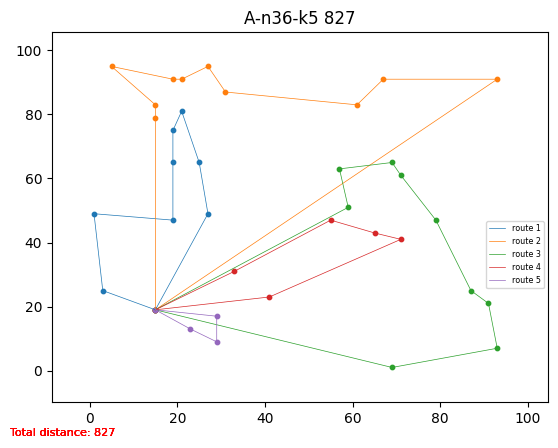 A-n36-k5 827
100
80
60
40
20
0
route 1
route 2
route 3
route 4
route 5
0 20 40 60 80 100
Total distance: 827